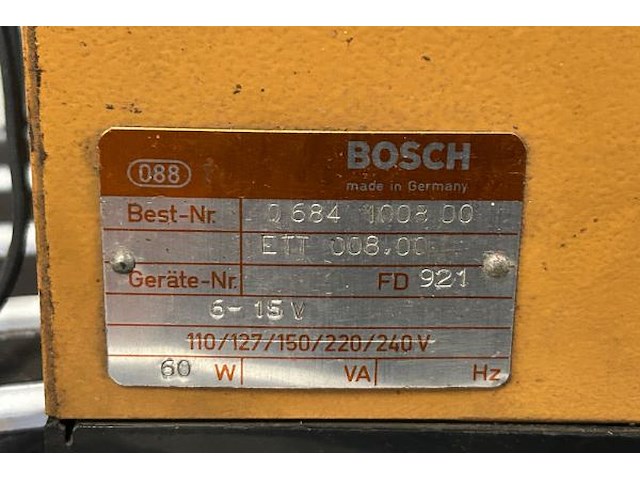 088 BOSCH
made in Germany
Best-Nr. 0 684 1008 00
ETT 008.00
Geräte-Nr. FD 921
6-15 V
110/127/150/220/240 V
60 W VA Hz